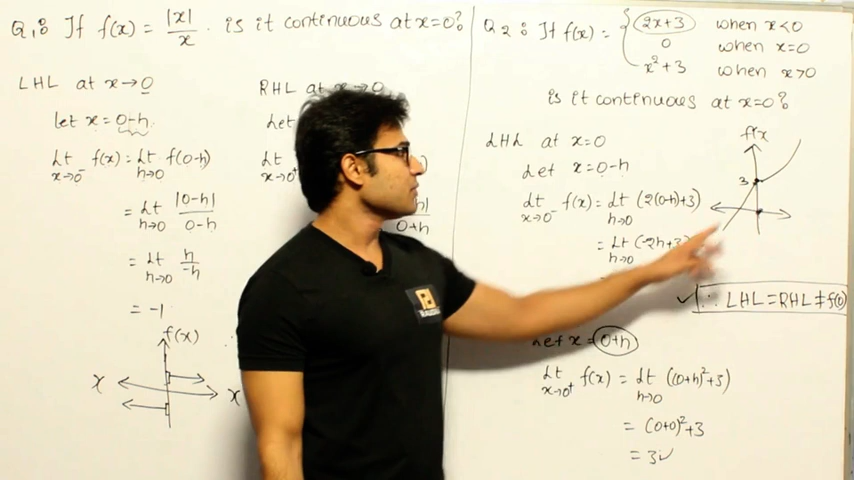 Q1: If f(x) = |x|/x. is it continuous at x=0?
LHL at x→0
Let x = 0-h.
Lt x→0⁻ f(x) = Lt h→0 f(0-h)
= Lt h→0 |0-h|/0-h
= Lt h→0 h/-h
= -1
f(x)
X
X
RHL at x→0
Let
Lt x→0⁺
0+h
Q2: If f(x) = { 2x+3 when x<0
0 when x=0
x²+3 when x>0
is it continuous at x=0?
LHL at x=0
Let x = 0-h
Lt x→0⁻ f(x) = Lt h→0 (2(0-h)+3)
= Lt h→0 (-2h+3)
f(x
3
✓ ∴ LHL = RHL ≠ f(0)
Let x = 0+h
Lt x→0⁺ f(x) = Lt h→0 ((0+h)²+3)
= (0+0)²+3
= 3 ✓